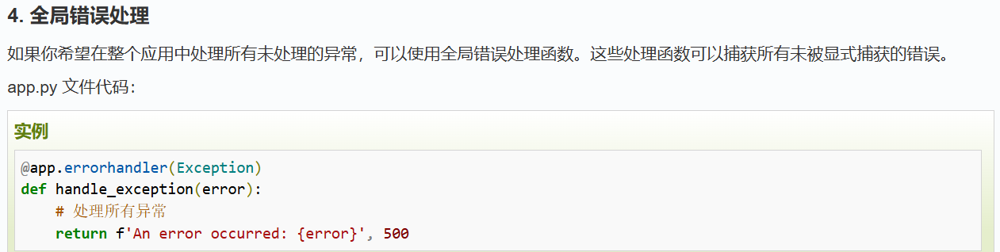 4. 全局错误处理
如果你希望在整个应用中处理所有未处理的异常，可以使用全局错误处理函数。这些处理函数可以捕获所有未被显式捕获的错误。
app.py 文件代码：
实例
@app.errorhandler(Exception)
def handle_exception(error):
    # 处理所有异常
    return f'An error occurred: {error}', 500